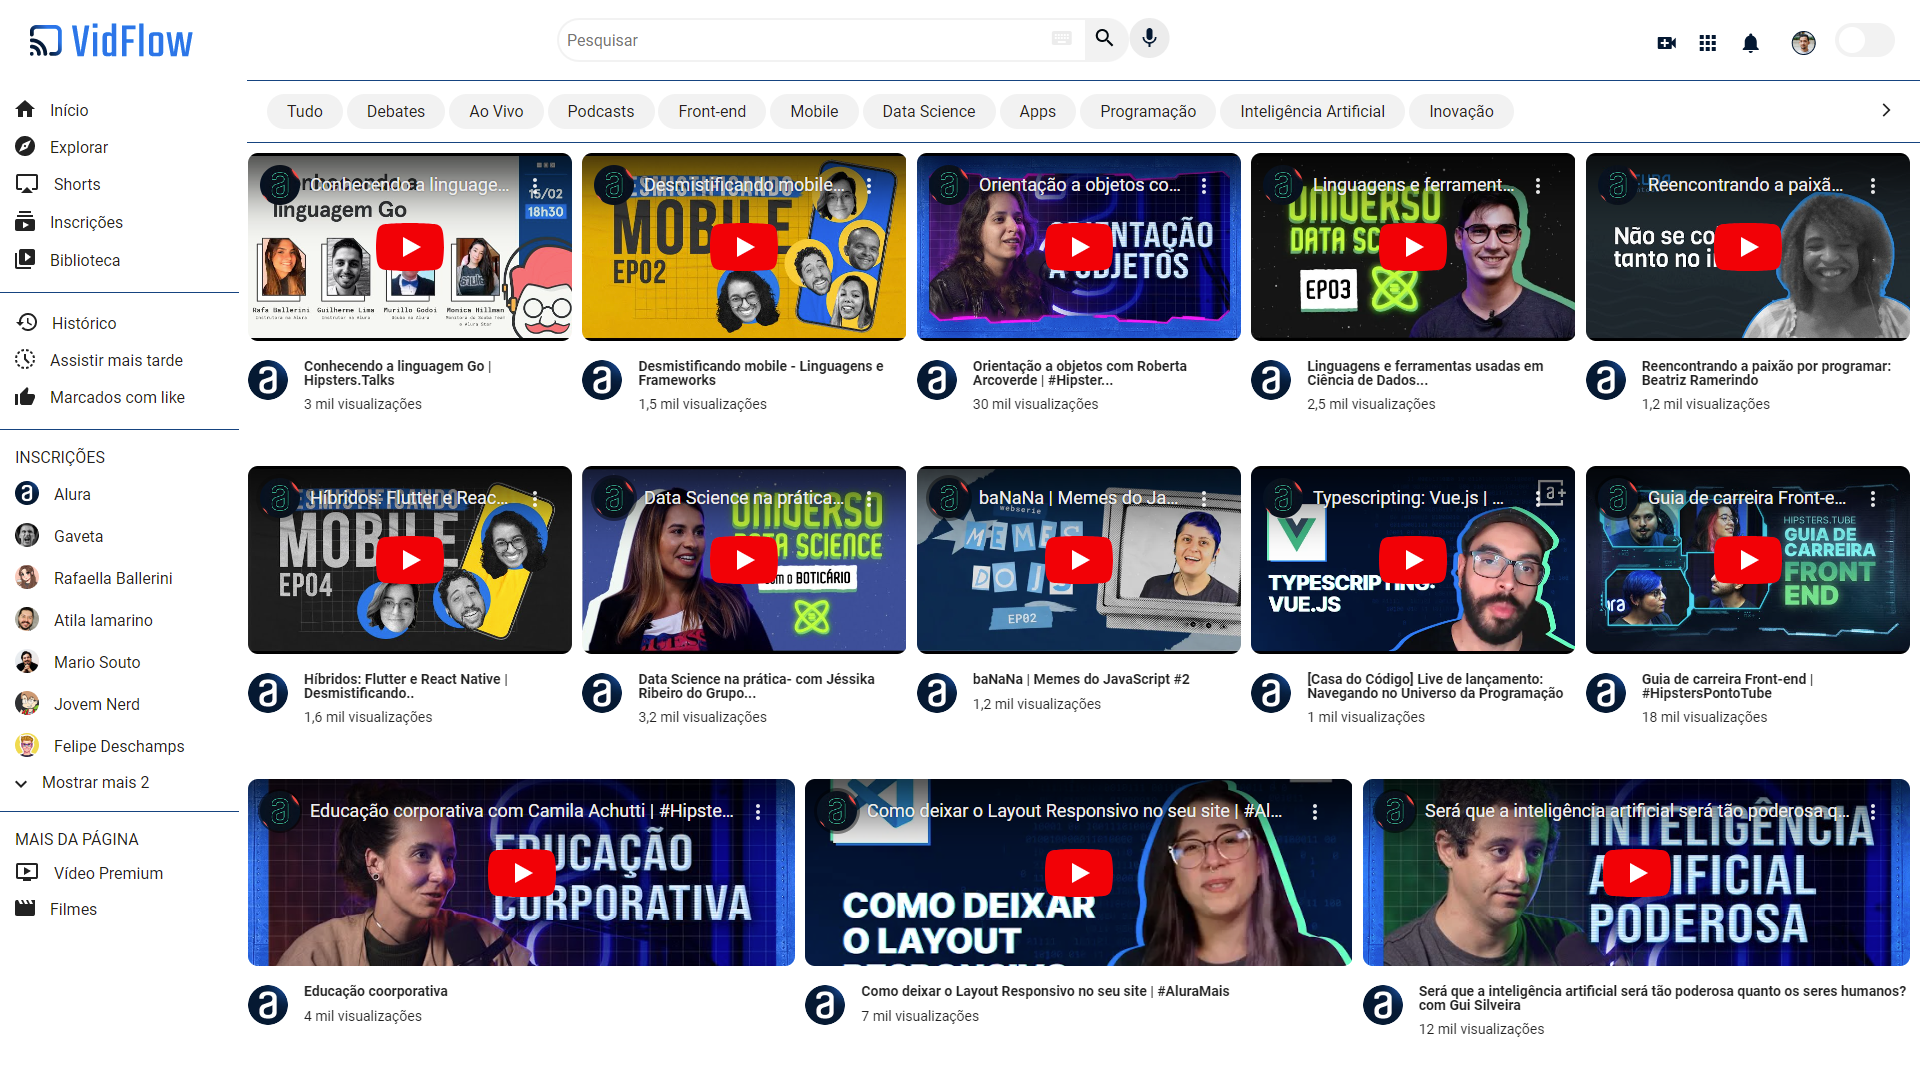 VidFlow
Pesquisar
Início
Explorar
Shorts
Inscrições
Biblioteca
Histórico
Assistir mais tarde
Marcados com like
INSCRIÇÕES
Alura
Gaveta
Rafaella Ballerini
Atila Iamarino
Mario Souto
Jovem Nerd
Felipe Deschamps
Mostrar mais 2
MAIS DA PÁGINA
Vídeo Premium
Filmes
Tudo
Debates
Ao Vivo
Podcasts
Front-end
Mobile
Data Science
Apps
Programação
Inteligência Artificial
Inovação
Conhecendo a linguage...
linguagem Go
15/02
18h30
Rafa Ballerini
Guilherme Lima
Murillo Godoi
Monica Hillman
Conhecendo a linguagem Go |
Hipsters.Talks
3 mil visualizações
Desmistificando mobile...
DESMISTIFICANDO
MOBILE
EP02
Desmistificando mobile - Linguagens e
Frameworks
1,5 mil visualizações
Orientação a objetos co...
ORIENTAÇÃO
A OBJETOS
Orientação a objetos com Roberta
Arcoverde | #Hipster...
30 mil visualizações
Linguagens e ferrament...
UNIVERSO
DATA SC
EP03
Linguagens e ferramentas usadas em
Ciência de Dados...
2,5 mil visualizações
Reencontrando a paixã...
Não se co
tanto no i
Reencontrando a paixão por programar:
Beatriz Ramerindo
1,2 mil visualizações
Híbridos: Flutter e Reac...
DESMISTIFICANDO
MOBILE
EP04
Híbridos: Flutter e React Native |
Desmistificando..
1,6 mil visualizações
Data Science na prática...
UNIVERSO
DATA SCIENCE
com o BOTICÁRIO
Data Science na prática- com Jéssika
Ribeiro do Grupo...
3,2 mil visualizações
baNaNa | Memes do Ja...
webserie
MEMES
DO JS
EP02
baNaNa | Memes do JavaScript #2
1,2 mil visualizações
Typescripting: Vue.js | ...
a+
TYPESCRIPTING:
VUE.JS
[Casa do Código] Live de lançamento:
Navegando no Universo da Programação
1 mil visualizações
Guia de carreira Front-e...
HIPSTERS.TUBE
GUIA DE
CARREIRA
FRONT
END
Guia de carreira Front-end |
#HipstersPontoTube
18 mil visualizações
Educação corporativa com Camila Achutti | #Hipste...
EDUCAÇÃO
CORPORATIVA
Educação coorporativa
4 mil visualizações
Como deixar o Layout Responsivo no seu site | #Al...
COMO DEIXAR
O LAYOUT
RESPONSIVO
Como deixar o Layout Responsivo no seu site | #AluraMais
7 mil visualizações
Será que a inteligência artificial será tão poderosa q...
INTELIGÊNCIA
ARTIFICIAL
PODEROSA
Será que a inteligência artificial será tão poderosa quanto os seres humanos?
com Gui Silveira
12 mil visualizações